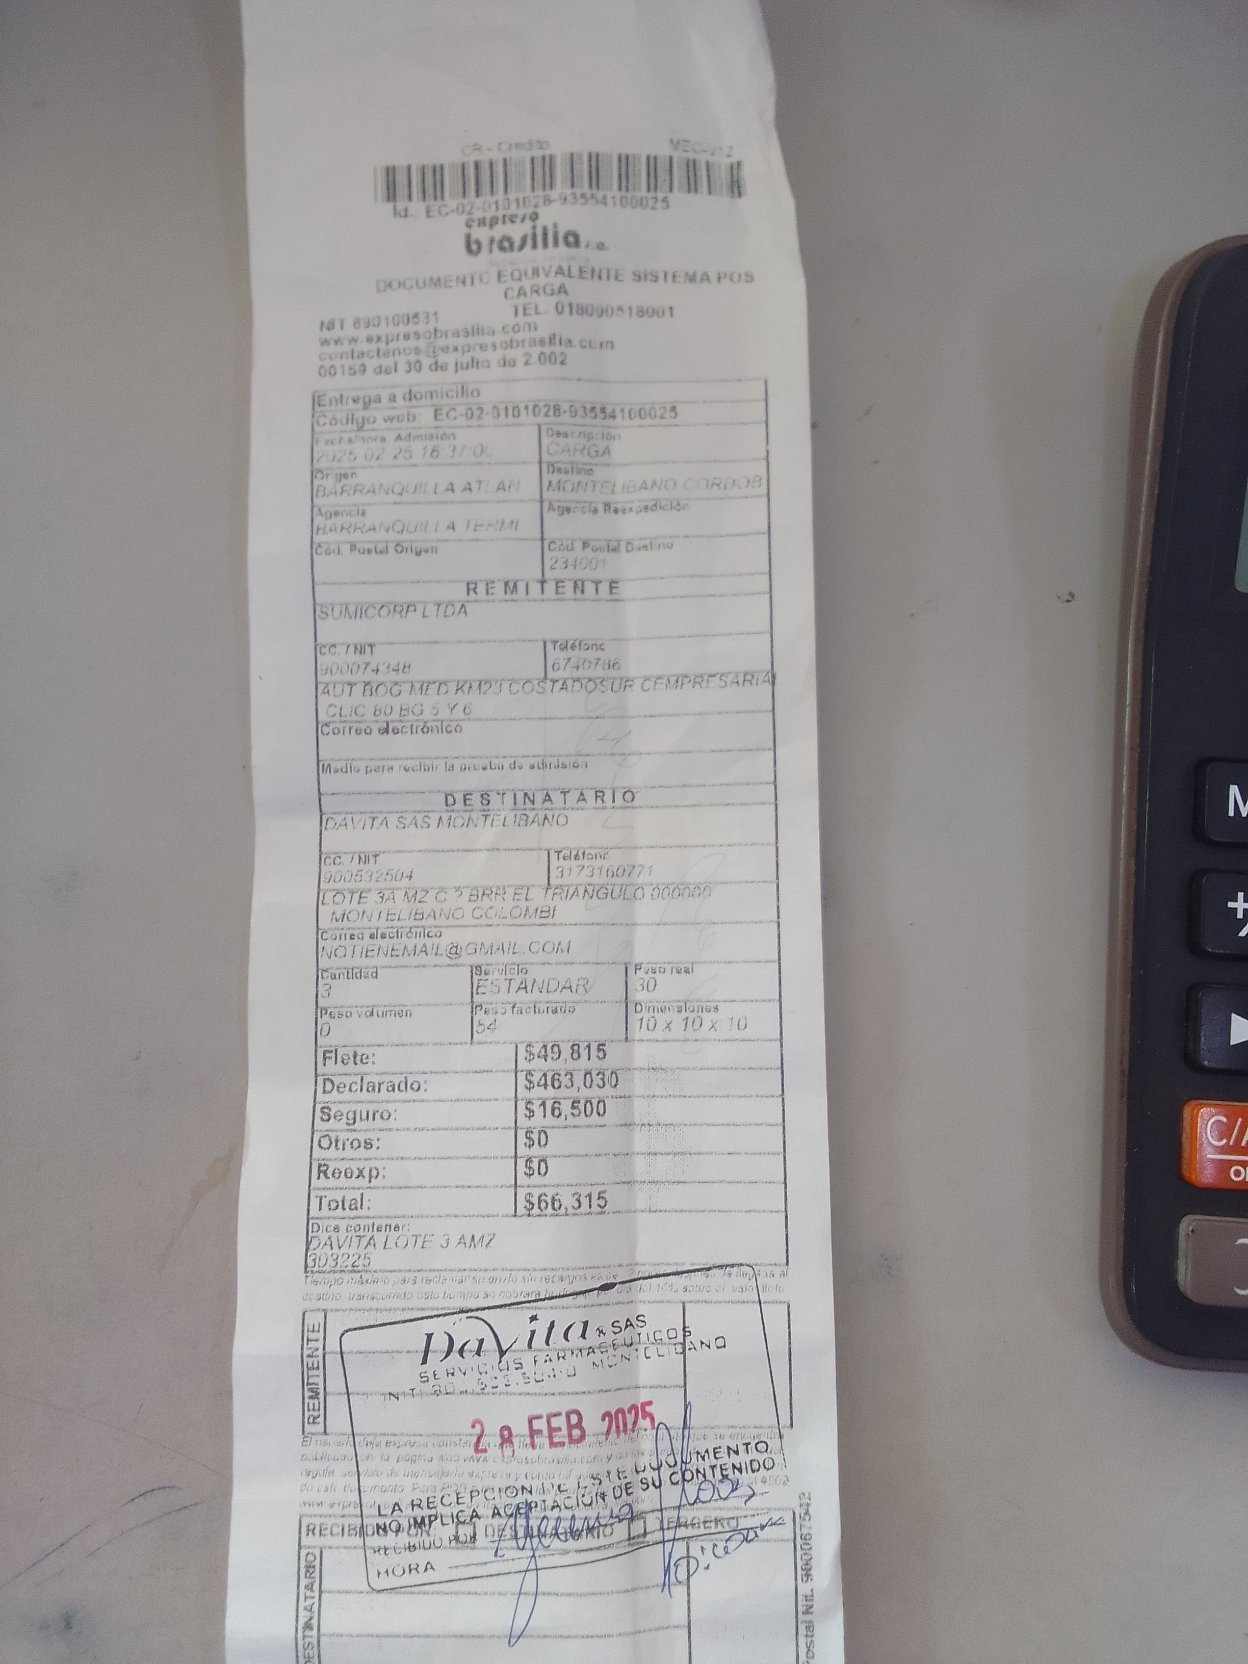 CR - Credito MEC-V12
Id.: EC-02-0101028-93554100025
expreso
brasilia s.a.
DOCUMENTO EQUIVALENTE SISTEMA POS
CARGA
NIT 890100531 TEL. 018000518001
www.expresobrasilia.com
contactenos@expresobrasilia.com
00159 del 30 de julio de 2.002
Entrega a domicilio
Código web: EC-02-0101028-93554100025
Fecha/hora Admisión Descripción
2025-02-25 16:37:0 CARGA
Origen Destino
BARRANQUILLA ATLAN MONTELIBANO CORDOB
Agencia Agencia Reexpedición
BARRANQUILLA TERMI
Cód. Postal Origen Cód. Postal Destino
234001
REMITENTE
SUMICORP LTDA
CC. / NIT Teléfono
900074348 6740786
AUT BOG MED KM23 COSTADOSUR CEMPRESARIA
CLIC 80 BG 5 Y 6
Correo electrónico
Medio para recibir la prueba de admisión
DESTINATARIO
DAVITA SAS MONTELIBANO
CC. / NIT Teléfono
900532504 3173160771
LOTE 3A MZ C ? BRR EL TRIANGULO 000000
MONTELIBANO COLOMBI
Correo electrónico
NOTIENEMAIL@GMAIL.COM
Cantidad Servicio Peso real
3 ESTÁNDAR 30
Peso volumen Peso facturado Dimensiones
0 54 10 x 10 x 10
Flete: $49,815
Declarado: $463,030
Seguro: $16,500
Otros: $0
Reexp: $0
Total: $66,315
Dice contener:
DAVITA LOTE 3 AMZ
303225
REMITENTE
DaVita & SAS
SERVICIOS FARMACEUTICOS
MONTELIBANO
28 FEB 2025
LA RECEPCION DE ESTE DOCUMENTO
NO IMPLICA ACEPTACION DE SU CONTENIDO
RECIBIDO POR: DESTINATARIO TERCERO
RECIBIDO POR
HORA
DESTINATARIO
M
C/